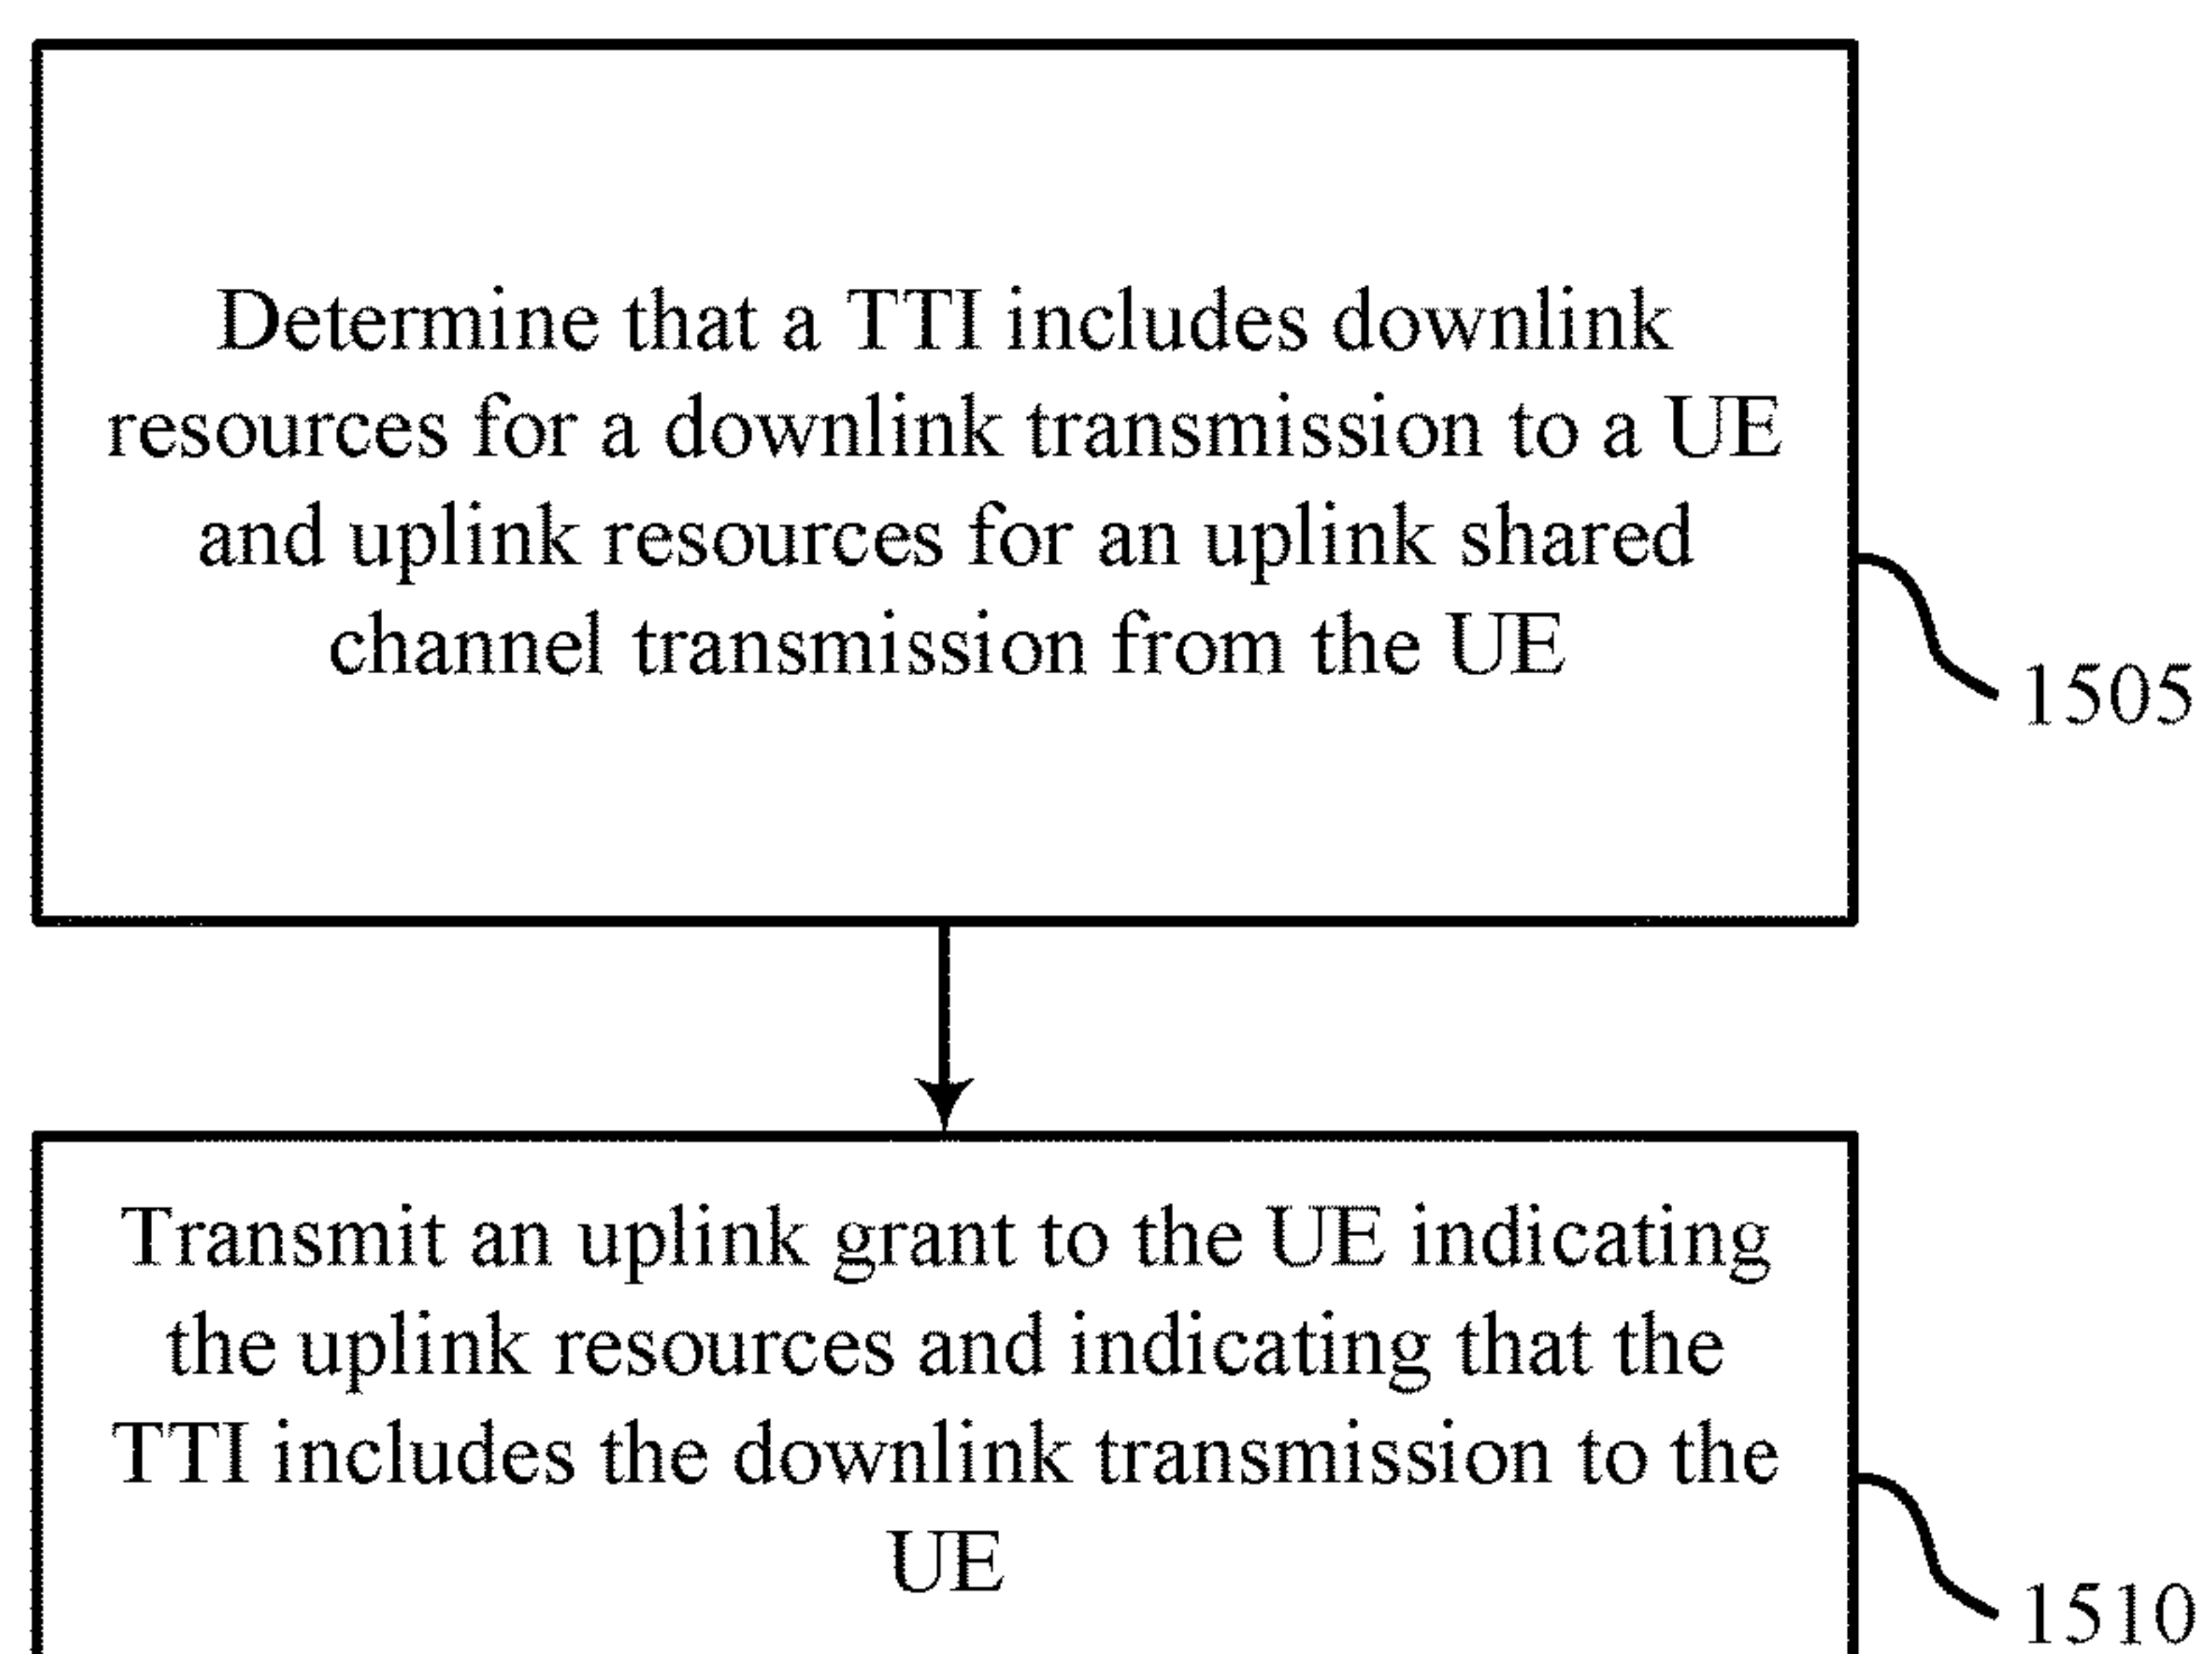 Determine that a TTI includes downlink
resources for a downlink transmission to a UE
and uplink resources for an uplink shared
channel transmission from the UE
1505
Transmit an uplink grant to the UE indicating
the uplink resources and indicating that the
TTI includes the downlink transmission to the
UE
1510